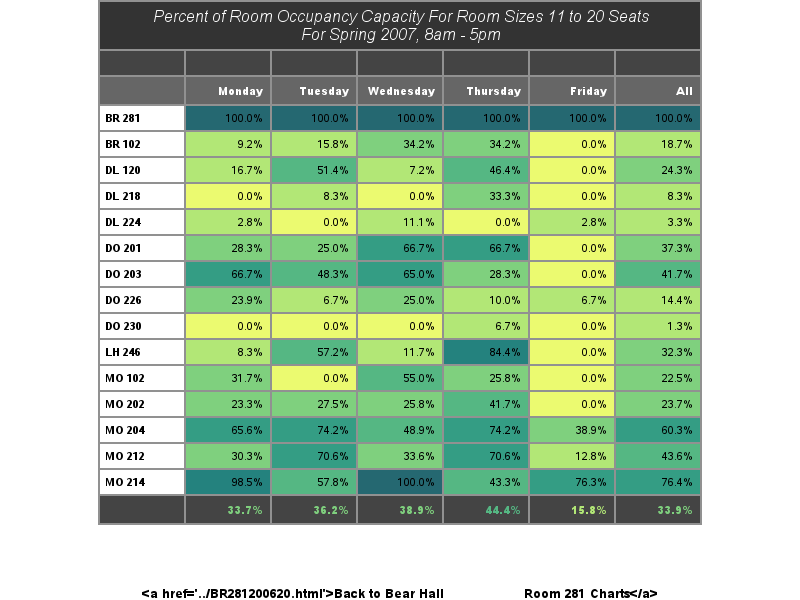 Percent of Room Occupancy Capacity For Room Sizes 11 to 20 Seats
For Spring 2007, 8am - 5pm
Monday Tuesday Wednesday Thursday Friday All
BR 281 100.0% 100.0% 100.0% 100.0% 100.0% 100.0%
BR 102 9.2% 15.8% 34.2% 34.2% 0.0% 18.7%
DL 120 16.7% 51.4% 7.2% 46.4% 0.0% 24.3%
DL 218 0.0% 8.3% 0.0% 33.3% 0.0% 8.3%
DL 224 2.8% 0.0% 11.1% 0.0% 2.8% 3.3%
DO 201 28.3% 25.0% 66.7% 66.7% 0.0% 37.3%
DO 203 66.7% 48.3% 65.0% 28.3% 0.0% 41.7%
DO 226 23.9% 6.7% 25.0% 10.0% 6.7% 14.4%
DO 230 0.0% 0.0% 0.0% 6.7% 0.0% 1.3%
LH 246 8.3% 57.2% 11.7% 84.4% 0.0% 32.3%
MO 102 31.7% 0.0% 55.0% 25.8% 0.0% 22.5%
MO 202 23.3% 27.5% 25.8% 41.7% 0.0% 23.7%
MO 204 65.6% 74.2% 48.9% 74.2% 38.9% 60.3%
MO 212 30.3% 70.6% 33.6% 70.6% 12.8% 43.6%
MO 214 98.5% 57.8% 100.0% 43.3% 76.3% 76.4%
33.7% 36.2% 38.9% 44.4% 15.8% 33.9%
<a href='../BR281200620.html'>Back to Bear Hall Room 281 Charts</a>